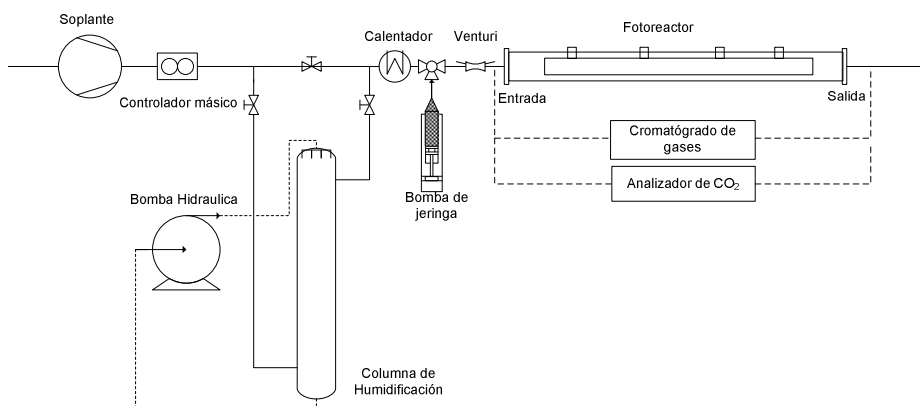 Soplante
Controlador másico
Calentador
Venturi
Fotoreactor
Entrada
Salida
Cromatógrado de
gases
Analizador de CO₂
Bomba de
jeringa
Bomba Hidraulica
Columna de
Humidificación